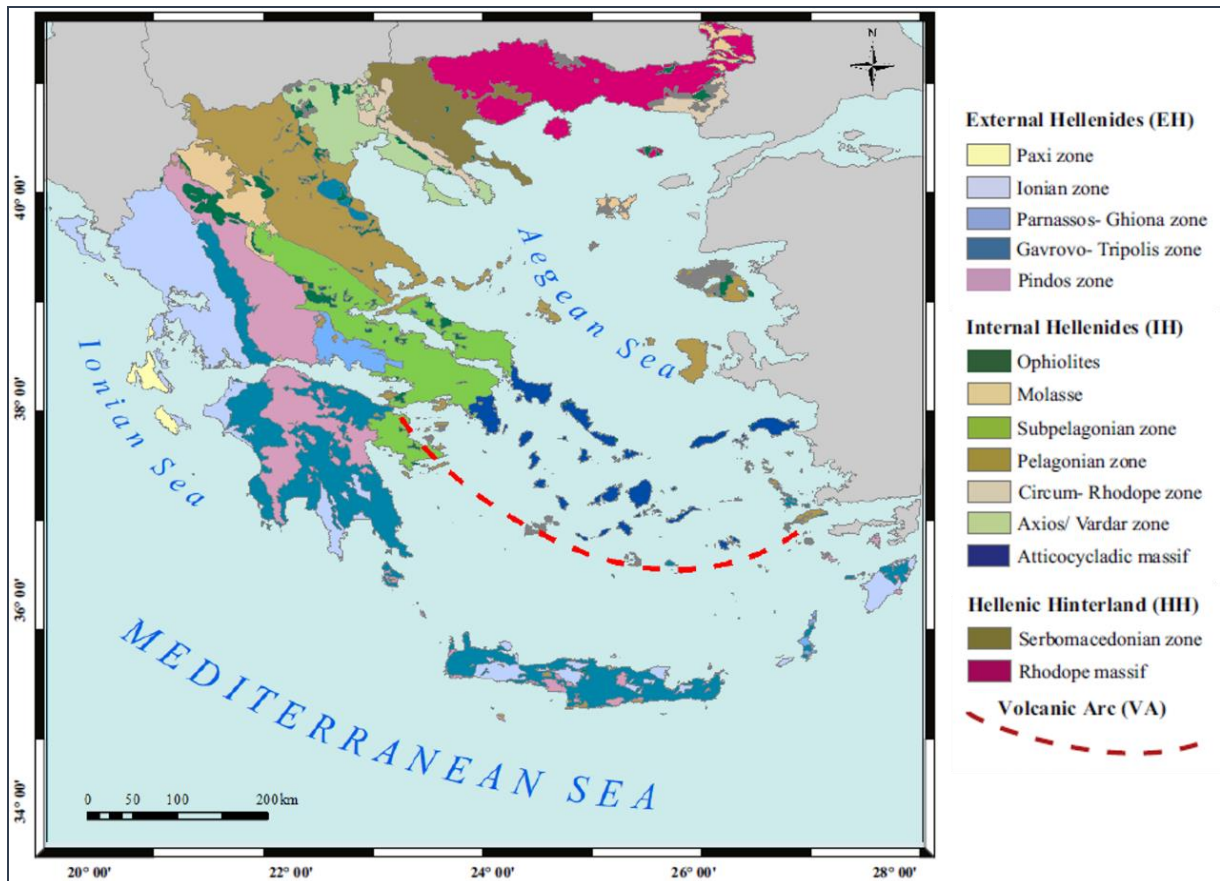 N
40° 00'
38° 00'
36° 00'
34° 00'
Aegean Sea
Ionian Sea
MEDITERRANEAN SEA
0 50 100 200km
20° 00' 22° 00' 24° 00' 26° 00' 28° 00'
External Hellenides (EH)
Paxi zone
Ionian zone
Parnassos- Ghiona zone
Gavrovo- Tripolis zone
Pindos zone
Internal Hellenides (IH)
Ophiolites
Molasse
Subpelagonian zone
Pelagonian zone
Circum- Rhodope zone
Axios/ Vardar zone
Atticocycladic massif
Hellenic Hinterland (HH)
Serbomacedonian zone
Rhodope massif
Volcanic Arc (VA)